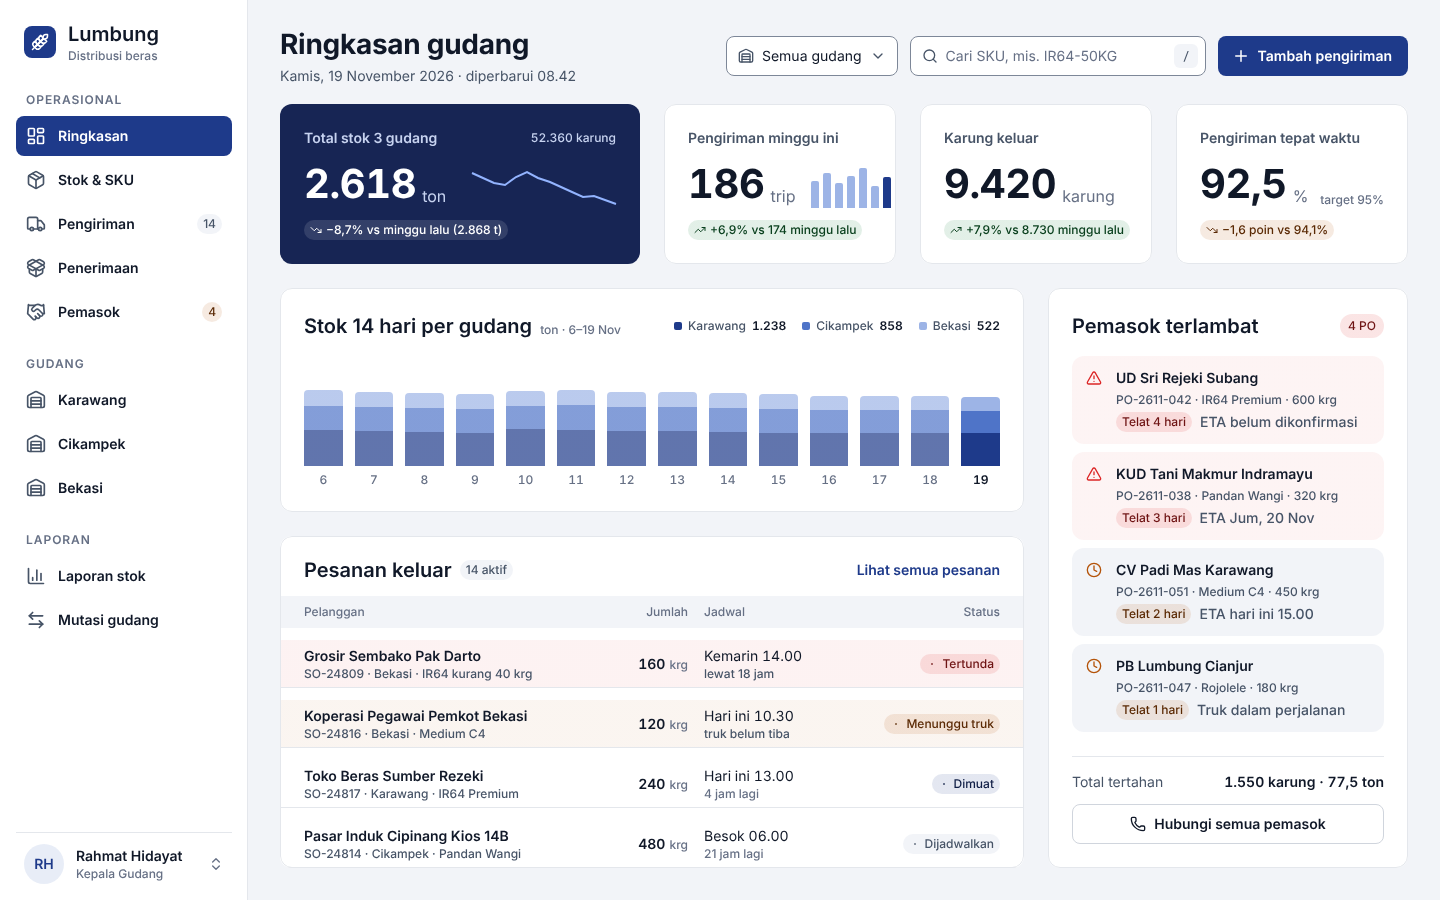 Lumbung
Distribusi beras
OPERASIONAL
Ringkasan
Stok & SKU
Pengiriman 14
Penerimaan
Pemasok 4
GUDANG
Karawang
Cikampek
Bekasi
LAPORAN
Laporan stok
Mutasi gudang
RH
Rahmat Hidayat
Kepala Gudang
Ringkasan gudang
Kamis, 19 November 2026 · diperbarui 08.42
Semua gudang
Cari SKU, mis. IR64-50KG /
Tambah pengiriman
Total stok 3 gudang 52.360 karung
2.618 ton
−8,7% vs minggu lalu (2.868 t)
Pengiriman minggu ini
186 trip
+6,9% vs 174 minggu lalu
Karung keluar
9.420 karung
+7,9% vs 8.730 minggu lalu
Pengiriman tepat waktu
92,5 % target 95%
−1,6 poin vs 94,1%
Stok 14 hari per gudang ton · 6–19 Nov
Karawang 1.238 Cikampek 858 Bekasi 522
6 7 8 9 10 11 12 13 14 15 16 17 18 19
Pesanan keluar 14 aktif
Lihat semua pesanan
Pelanggan Jumlah Jadwal Status
Grosir Sembako Pak Darto
SO-24809 · Bekasi · IR64 kurang 40 krg
160 krg
Kemarin 14.00
lewat 18 jam
· Tertunda
Koperasi Pegawai Pemkot Bekasi
SO-24816 · Bekasi · Medium C4
120 krg
Hari ini 10.30
truk belum tiba
· Menunggu truk
Toko Beras Sumber Rezeki
SO-24817 · Karawang · IR64 Premium
240 krg
Hari ini 13.00
4 jam lagi
· Dimuat
Pasar Induk Cipinang Kios 14B
SO-24814 · Cikampek · Pandan Wangi
480 krg
Besok 06.00
21 jam lagi
· Dijadwalkan
Pemasok terlambat 4 PO
UD Sri Rejeki Subang
PO-2611-042 · IR64 Premium · 600 krg
Telat 4 hari ETA belum dikonfirmasi
KUD Tani Makmur Indramayu
PO-2611-038 · Pandan Wangi · 320 krg
Telat 3 hari ETA Jum, 20 Nov
CV Padi Mas Karawang
PO-2611-051 · Medium C4 · 450 krg
Telat 2 hari ETA hari ini 15.00
PB Lumbung Cianjur
PO-2611-047 · Rojolele · 180 krg
Telat 1 hari Truk dalam perjalanan
Total tertahan 1.550 karung · 77,5 ton
Hubungi semua pemasok